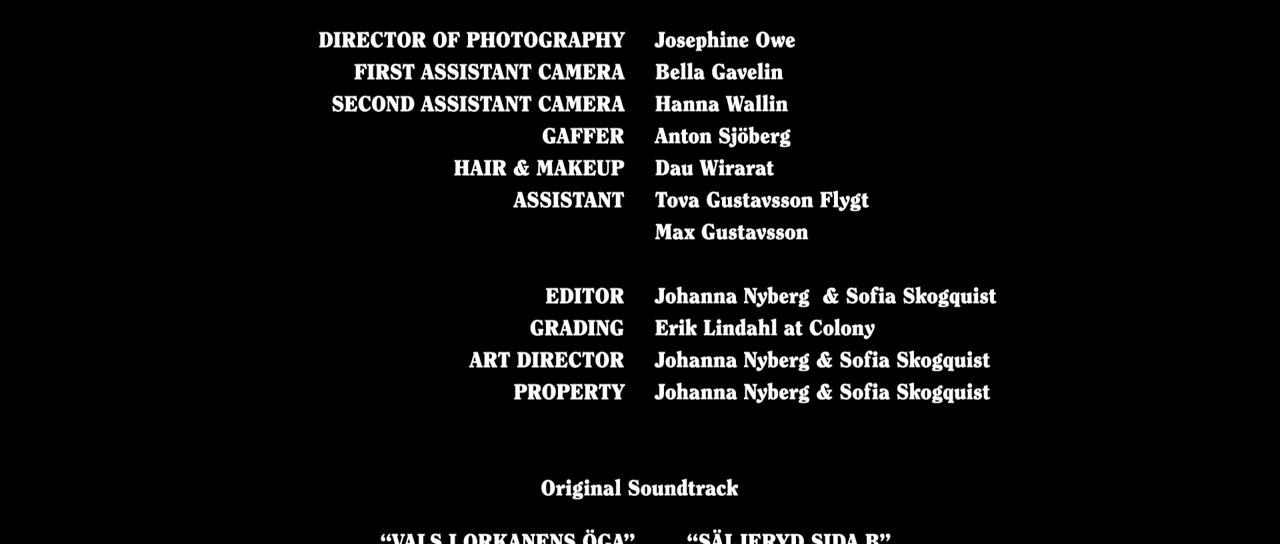 DIRECTOR OF PHOTOGRAPHY Josephine Owe
FIRST ASSISTANT CAMERA Bella Gavelin
SECOND ASSISTANT CAMERA Hanna Wallin
GAFFER Anton Sjöberg
HAIR & MAKEUP Dau Wirarat
ASSISTANT Tova Gustavsson Flygt
Max Gustavsson
EDITOR Johanna Nyberg & Sofia Skogquist
GRADING Erik Lindahl at Colony
ART DIRECTOR Johanna Nyberg & Sofia Skogquist
PROPERTY Johanna Nyberg & Sofia Skogquist
Original Soundtrack
“VALS I ORKANENS ÖGA” “SÄLJERYD SIDA B”